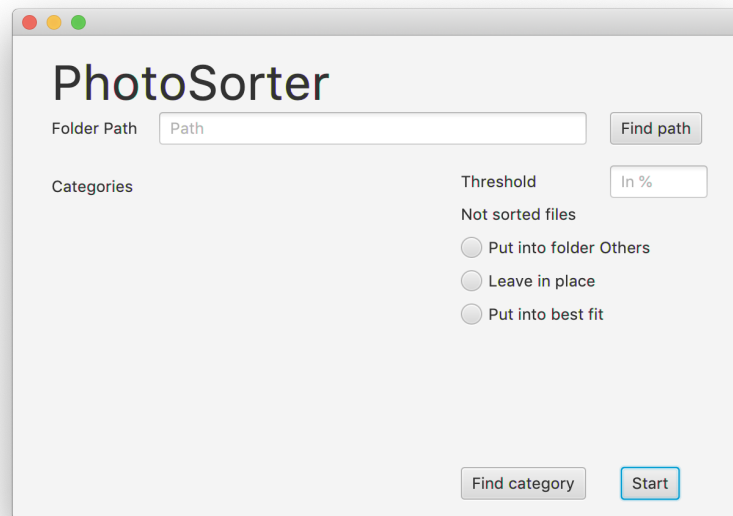 PhotoSorter
Folder Path Path Find path
Categories
Threshold In %
Not sorted files
Put into folder Others
Leave in place
Put into best fit
Find category Start